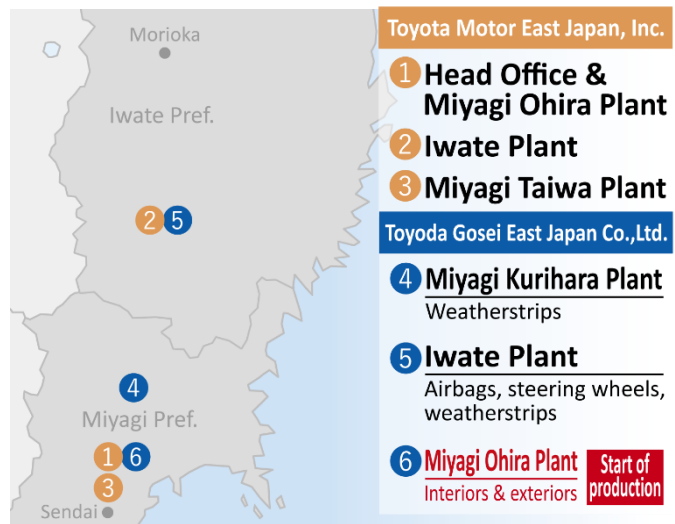 Morioka
Iwate Pref.
2 5
4
Miyagi Pref.
1 6
3
Sendai
Toyota Motor East Japan, Inc.
1 Head Office &
Miyagi Ohira Plant
2 Iwate Plant
3 Miyagi Taiwa Plant
Toyoda Gosei East Japan Co.,Ltd.
4 Miyagi Kurihara Plant
Weatherstrips
5 Iwate Plant
Airbags, steering wheels,
weatherstrips
6 Miyagi Ohira Plant
Interiors & exteriors
Start of
production